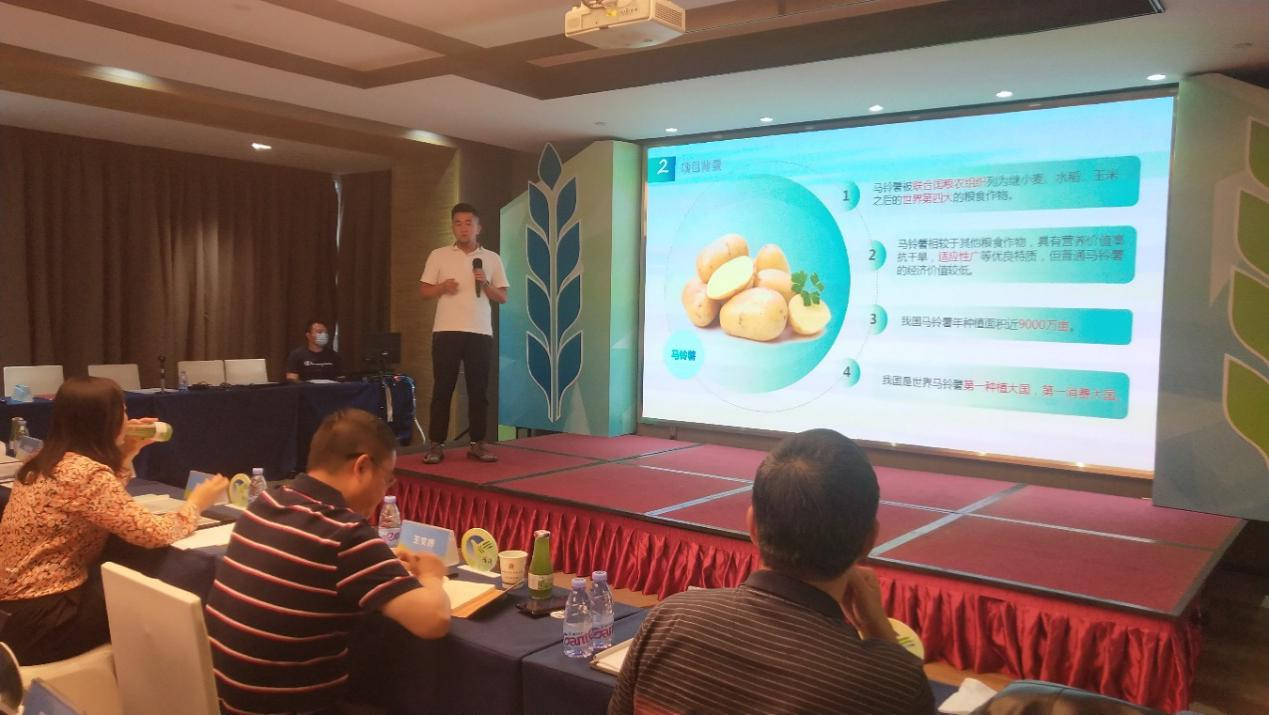 2 项目背景
1
马铃薯被联合国粮农组织列为继小麦、水稻、玉米
之后的世界第四大的粮食作物。
2
马铃薯相较于其他粮食作物，具有营养价值高
抗干旱，适应性广等优良特质，但普通马铃薯
的经济价值较低。
3
我国马铃薯年种植面积近9000万亩。
马铃薯
4
我国是世界马铃薯第一种植大国，第一消费大国